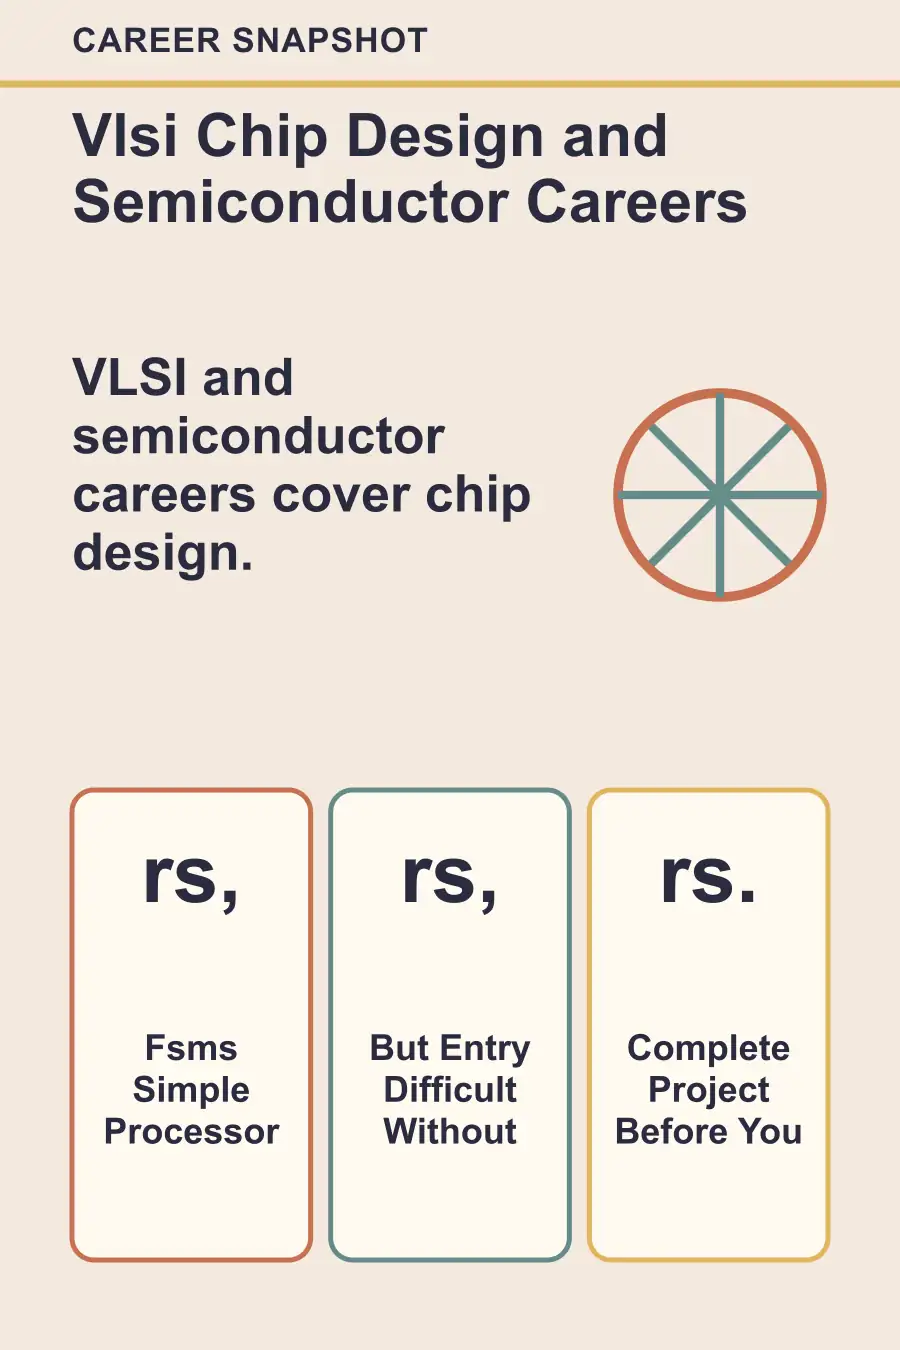 CAREER SNAPSHOT
Vlsi Chip Design and
Semiconductor Careers
VLSI and
semiconductor
careers cover chip
design.
rs,
Fsms
Simple
Processor
rs,
But Entry
Difficult
Without
rs.
Complete
Project
Before You